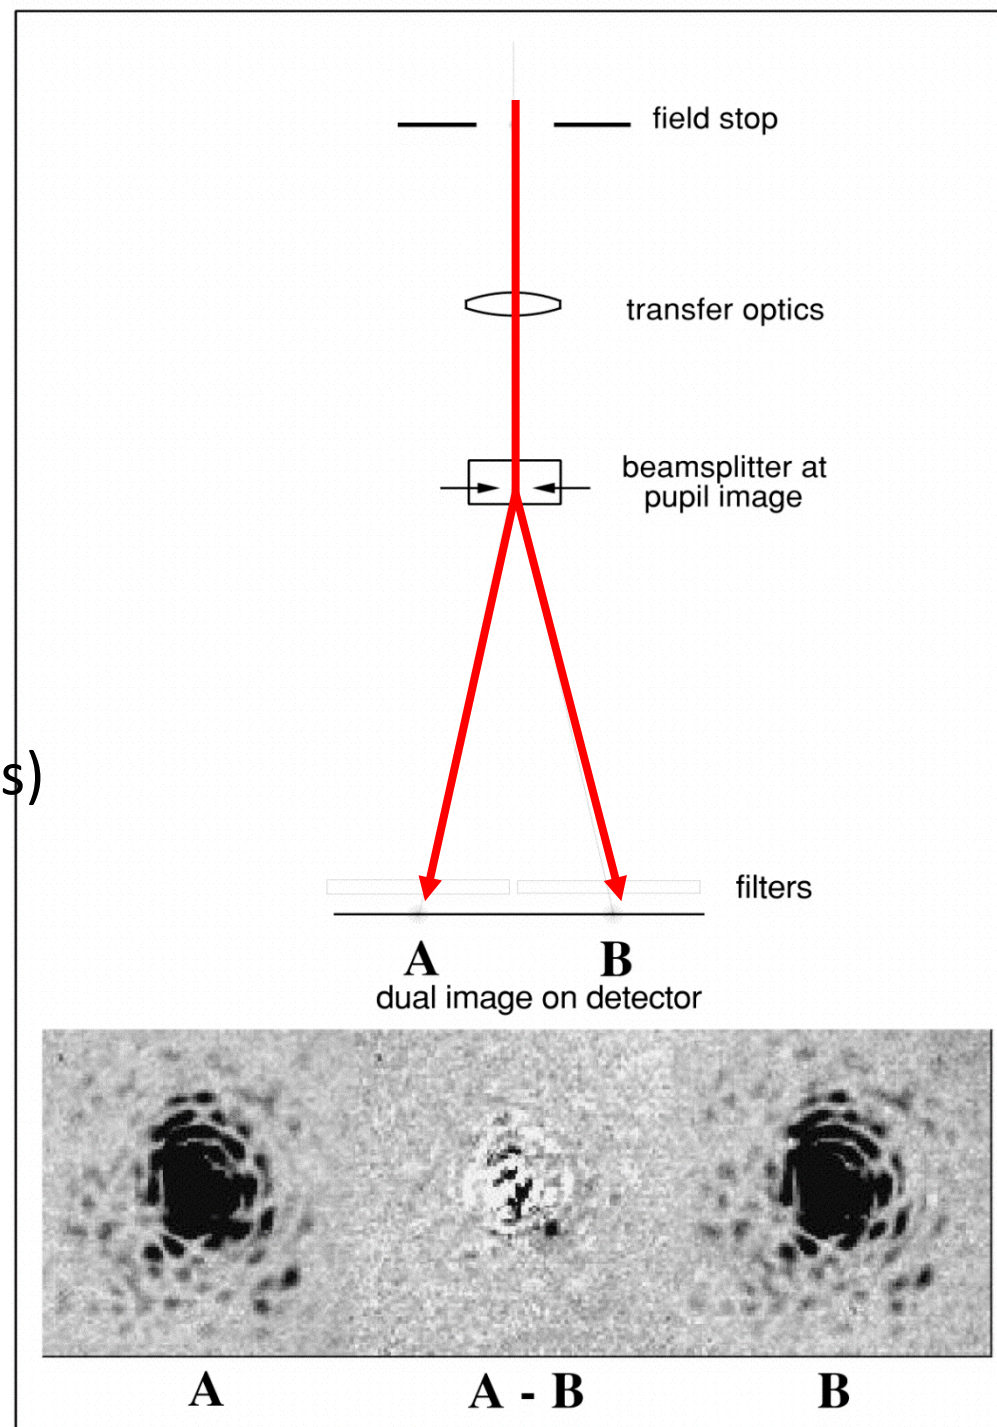 field stop
transfer optics
beamsplitter at
pupil image
s)
filters
A B
dual image on detector
A A - B B